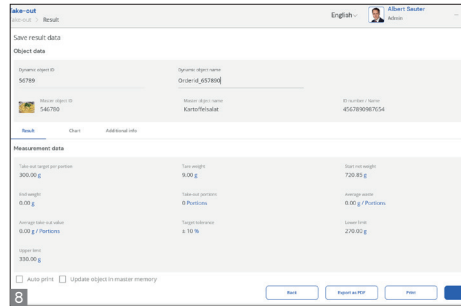 Take-out
Take-out > Result
English
Albert Sauter
Admin
Save result data
Object data
Dynamic object ID
56789
Dynamic object name
OrderId_657890
Master object ID
546780
Master object name
Kartoffelsalat
ID number / Name
4567890987654
Result
Chart
Additional info
Measurement data
Take-out target per portion
300.00 g
Tare weight
9.00 g
Start net weight
720.85 g
End weight
0.00 g
Take-out portions
0 Portions
Average waste
0.00 g / Portions
Average take-out value
0.00 g / Portions
Target tolerance
± 10 %
Lower limit
270.00 g
Upper limit
330.00 g
Auto print
Update object in master memory
8
Back
Export as PDF
Print